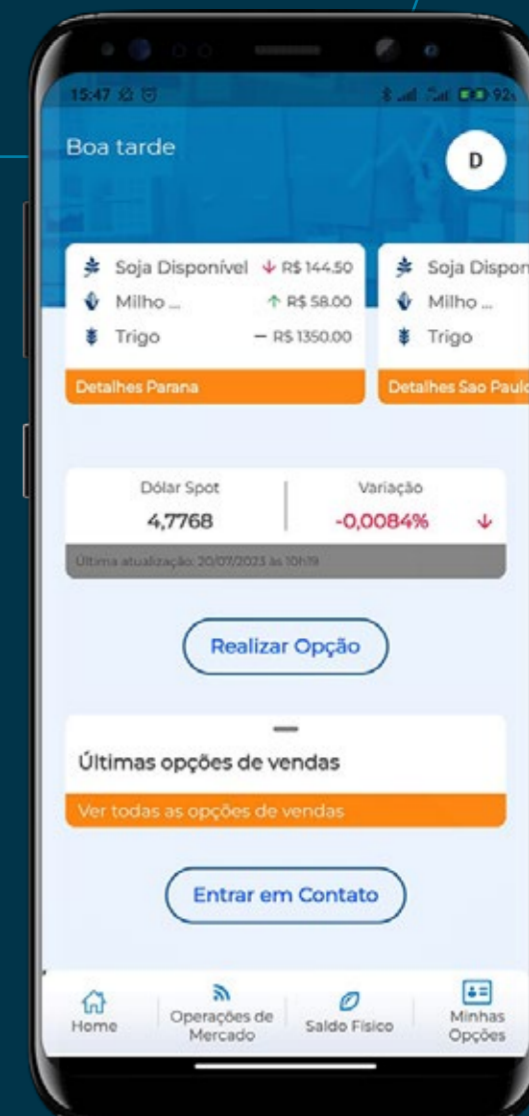 15:47
92
Boa tarde
D
Soja Disponível ↓ R$ 144.50
Milho ... ↑ R$ 58.00
Trigo – R$ 1350.00
Detalhes Parana
Soja Dispon
Milho ...
Trigo
Detalhes Sao Paulo
Dólar Spot
4,7768
Variação
-0,0084% ↓
Última atualização: 20/07/2023 às 10h19
Realizar Opção
Últimas opções de vendas
Ver todas as opções de vendas
Entrar em Contato
Home
Operações de
Mercado
Saldo Físico
Minhas
Opções